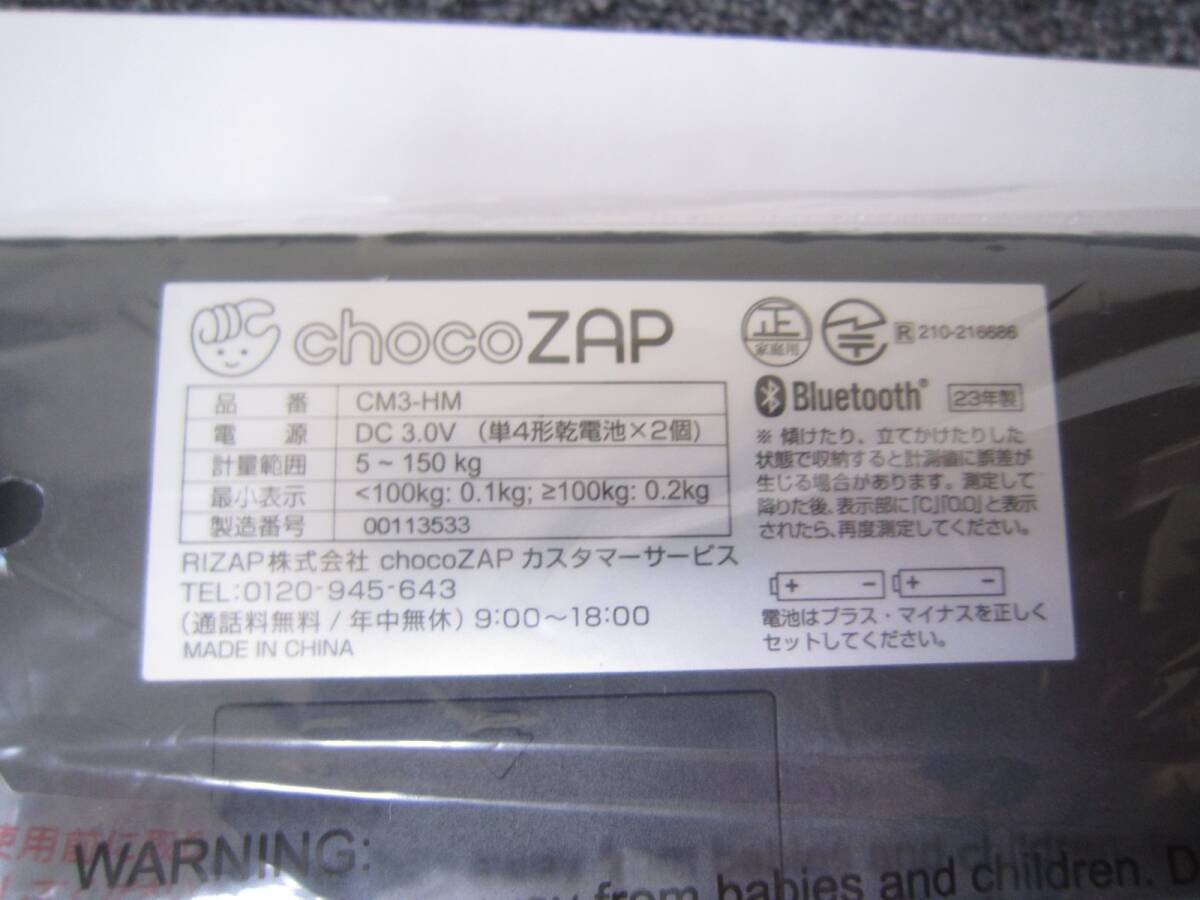 chocoZAP
正
家庭用
R 210-216686
品番 CM3-HM
電源 DC 3.0V (単4形乾電池×2個)
計量範囲 5 ~ 150 kg
最小表示 <100kg: 0.1kg; ≥100kg: 0.2kg
製造番号 00113533
RIZAP株式会社 chocoZAP カスタマーサービス
TEL:0120-945-643
(通話料無料 / 年中無休) 9:00~18:00
MADE IN CHINA
Bluetooth® 23年製
※ 傾けたり、立てかけたりした
状態で収納すると計測値に誤差が
生じる場合があります。測定して
降りた後、表示部に「C」「0.0」と表示
されたら、再度測定してください。
+ - + -
電池はプラス・マイナスを正しく
セットしてください。
使用前に
WARNING:
from babies and children.